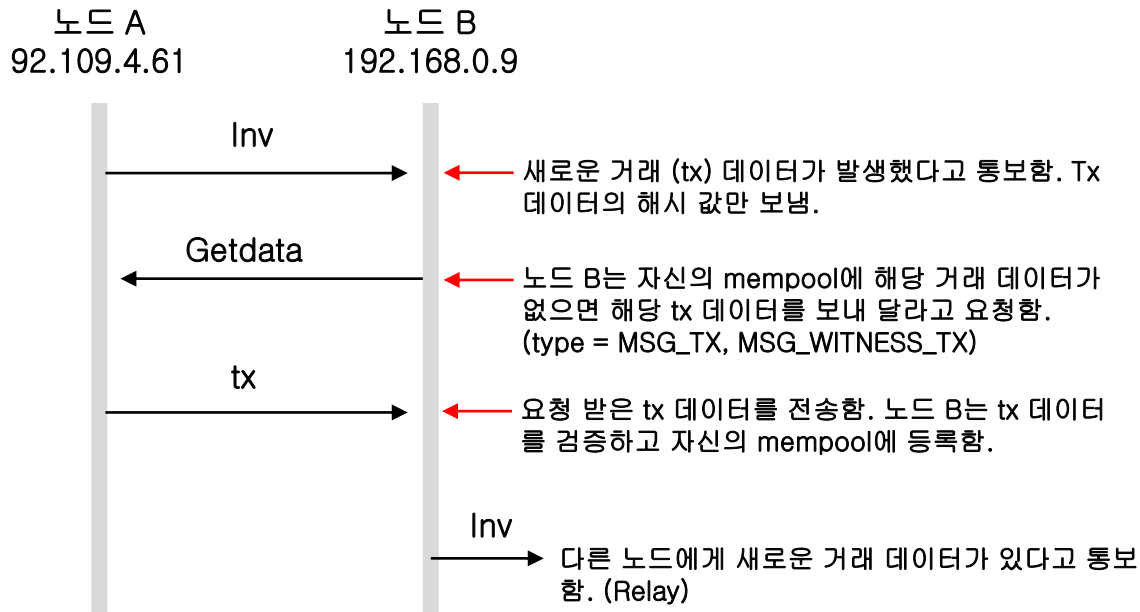 노드 A
92.109.4.61
노드 B
192.168.0.9
Inv
새로운 거래 (tx) 데이터가 발생했다고 통보함. Tx
데이터의 해시 값만 보냄.
Getdata
노드 B는 자신의 mempool에 해당 거래 데이터가
없으면 해당 tx 데이터를 보내 달라고 요청함.
(type = MSG_TX, MSG_WITNESS_TX)
tx
요청 받은 tx 데이터를 전송함. 노드 B는 tx 데이터
를 검증하고 자신의 mempool에 등록함.
Inv
다른 노드에게 새로운 거래 데이터가 있다고 통보
함. (Relay)